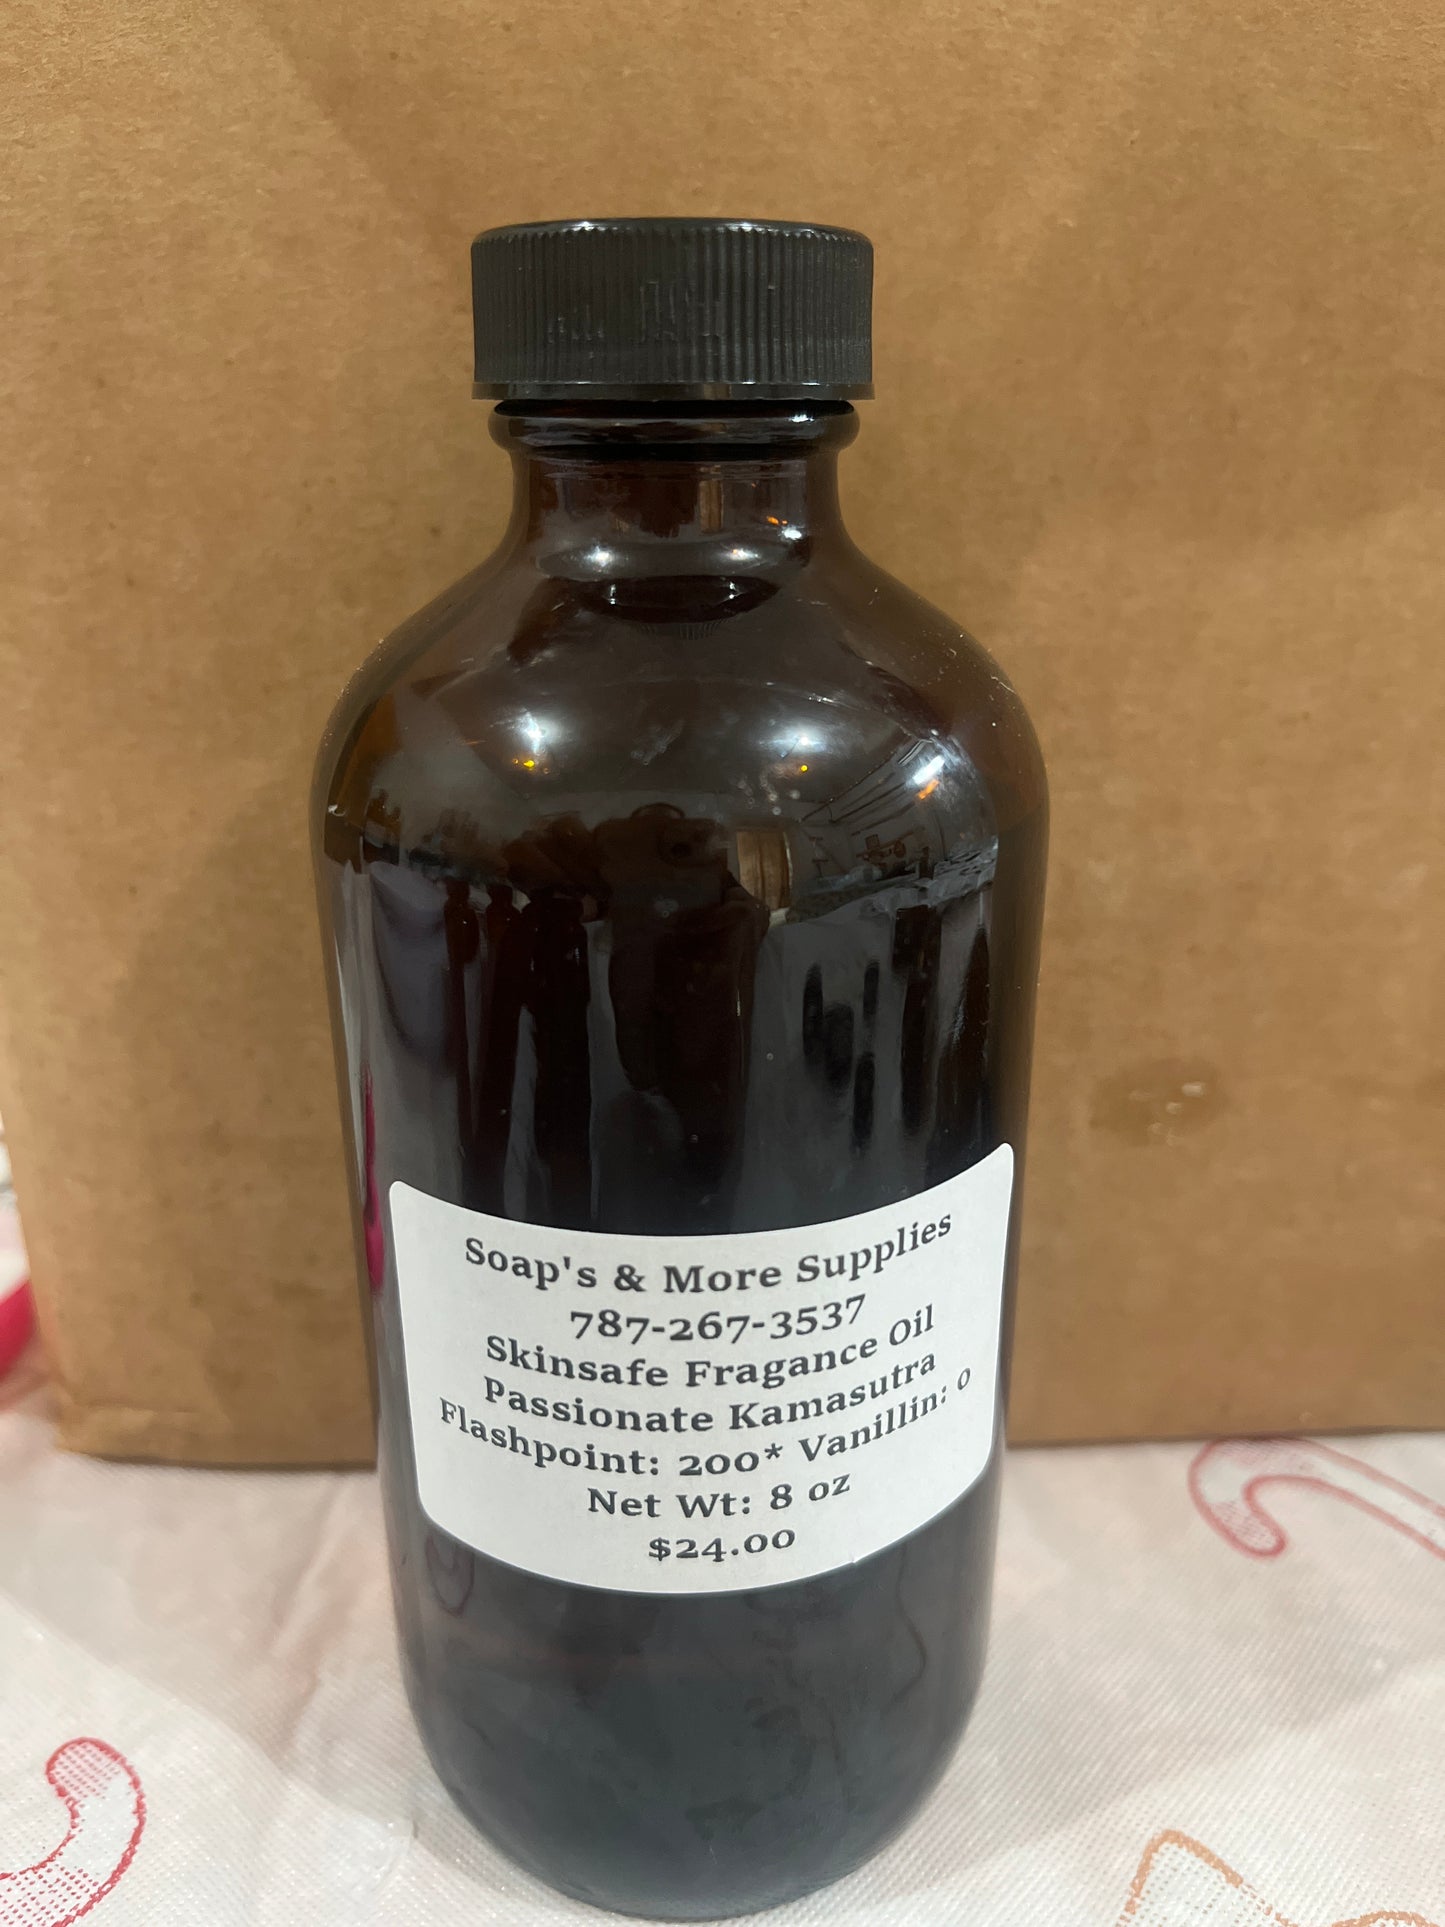 Soap's & More Supplies
787-267-3537
Skinsafe Fragance Oil
Passionate Kamasutra
Flashpoint: 200* Vanillin: 0
Net Wt: 8 oz
$24.00